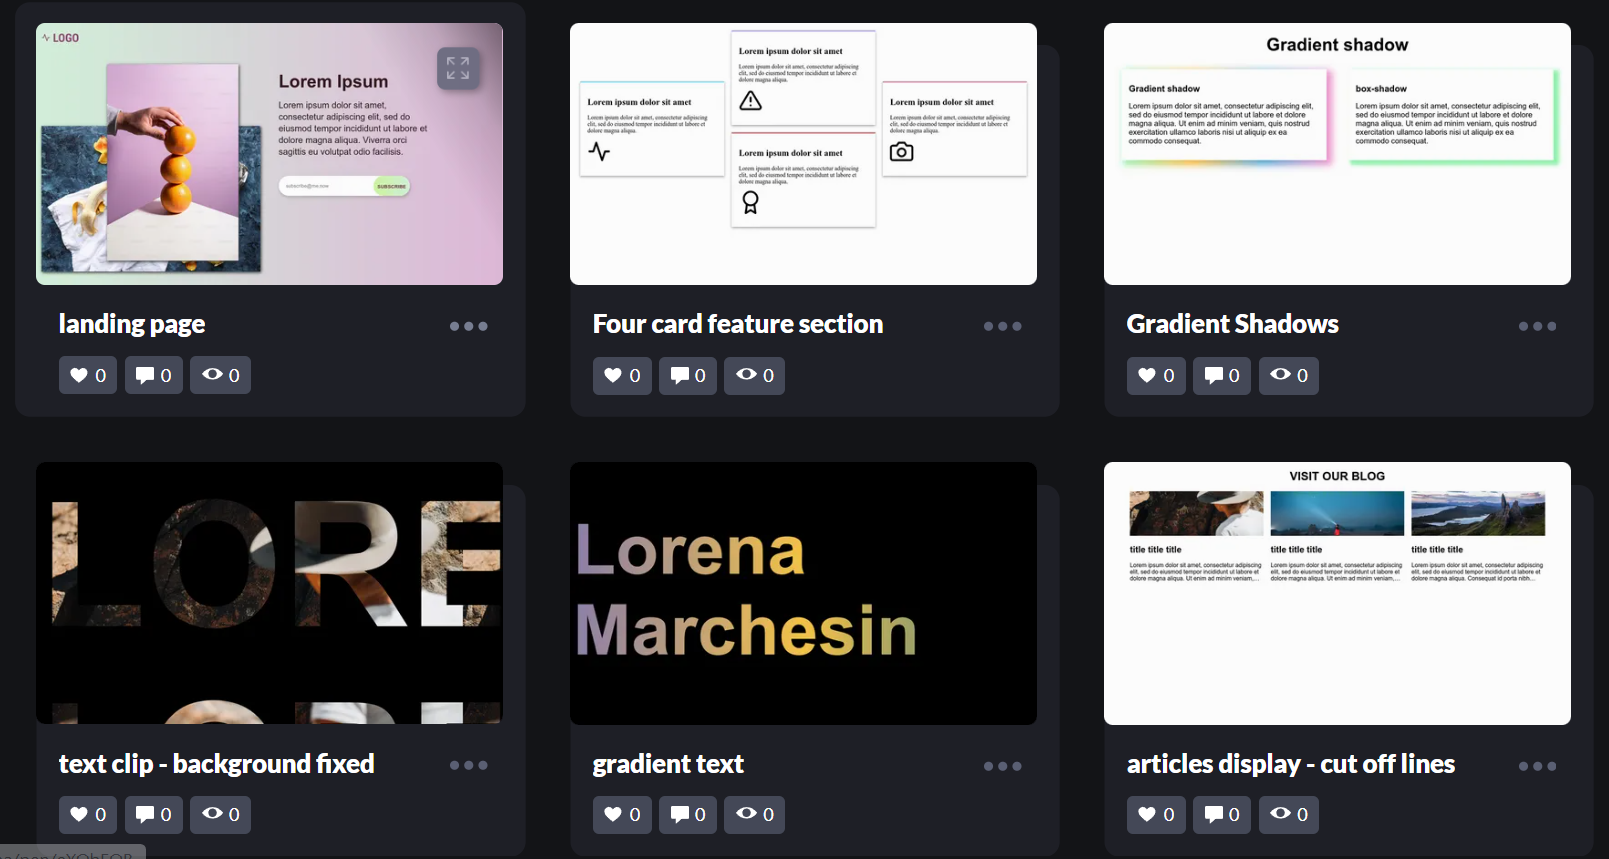 LOGO
Lorem Ipsum
Lorem ipsum dolor sit amet,
consectetur adipiscing elit, sed do
eiusmod tempor incididunt ut labore et
dolore magna aliqua. Viverra orci
sagittis eu volutpat odio facilisis.
subscribe@me.now SUBSCRIBE
landing page
0 0 0
Lorem ipsum dolor sit amet
Lorem ipsum dolor sit amet, consectetur adipiscing
elit, sed do eiusmod tempor incididunt ut labore et
dolore magna aliqua.
Lorem ipsum dolor sit amet
Lorem ipsum dolor sit amet, consectetur adipiscing
elit, sed do eiusmod tempor incididunt ut labore et
dolore magna aliqua.
Lorem ipsum dolor sit amet
Lorem ipsum dolor sit amet, consectetur adipiscing
elit, sed do eiusmod tempor incididunt ut labore et
dolore magna aliqua.
Lorem ipsum dolor sit amet
Lorem ipsum dolor sit amet, consectetur adipiscing
elit, sed do eiusmod tempor incididunt ut labore et
dolore magna aliqua.
Four card feature section
0 0 0
Gradient shadow
Gradient shadow
Lorem ipsum dolor sit amet, consectetur adipiscing elit,
sed do eiusmod tempor incididunt ut labore et dolore
magna aliqua. Ut enim ad minim veniam, quis nostrud
exercitation ullamco laboris nisi ut aliquip ex ea
commodo consequat.
box-shadow
Lorem ipsum dolor sit amet, consectetur adipiscing elit,
sed do eiusmod tempor incididunt ut labore et dolore
magna aliqua. Ut enim ad minim veniam, quis nostrud
exercitation ullamco laboris nisi ut aliquip ex ea
commodo consequat.
Gradient Shadows
0 0 0
LORE
LORE
text clip - background fixed
0 0 0
Lorena
Marchesin
gradient text
0 0 0
VISIT OUR BLOG
title title title
Lorem ipsum dolor sit amet, consectetur adipiscing
elit, sed do eiusmod tempor incididunt ut labore et
dolore magna aliqua. Ut enim ad minim veniam,...
title title title
Lorem ipsum dolor sit amet, consectetur adipiscing
elit, sed do eiusmod tempor incididunt ut labore et
dolore magna aliqua. Ut enim ad minim veniam,...
title title title
Lorem ipsum dolor sit amet, consectetur adipiscing
elit, sed do eiusmod tempor incididunt ut labore et
dolore magna aliqua. Consequat id porta nibh...
articles display - cut off lines
0 0 0